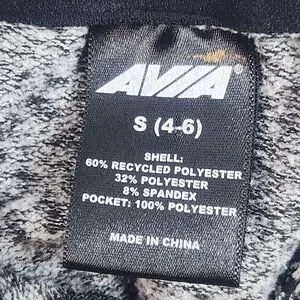 AVIA®
S (4-6)
SHELL:
60% RECYCLED POLYESTER
32% POLYESTER
8% SPANDEX
POCKET: 100% POLYESTER
MADE IN CHINA